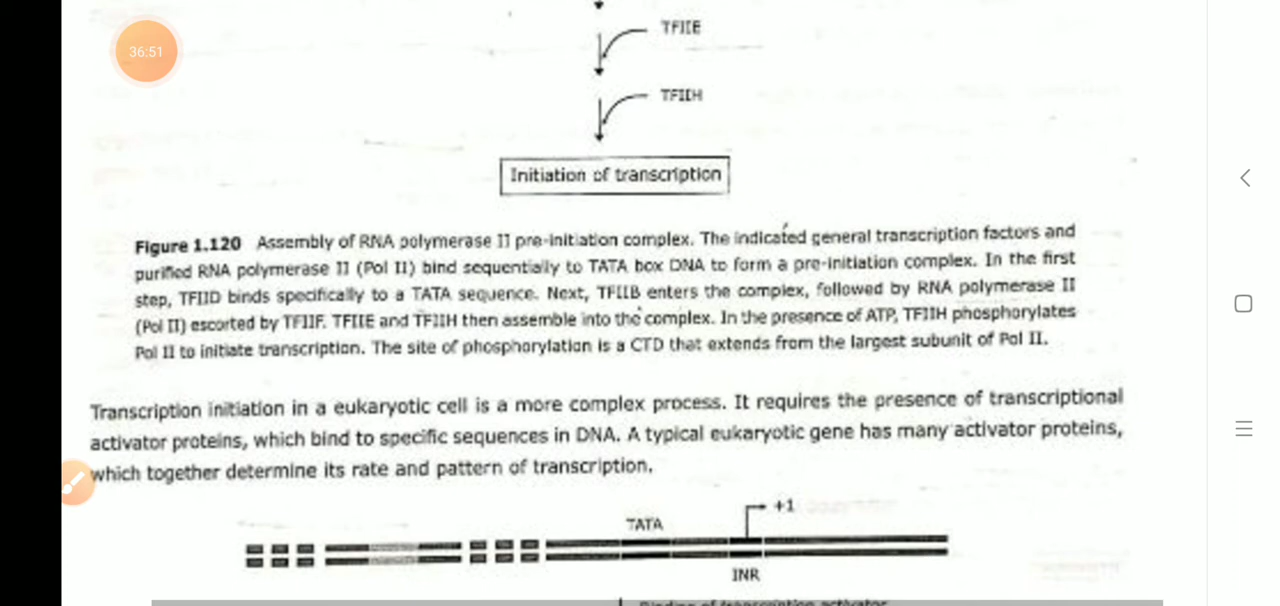 36:51
TFIIE
TFIIH
Initiation of transcription
Figure 1.120 Assembly of RNA polymerase II pre-initiation complex. The indicated general transcription factors and
purified RNA polymerase II (Pol II) bind sequentially to TATA box DNA to form a pre-initiation complex. In the first
step, TFIID binds specifically to a TATA sequence. Next, TFIIB enters the complex, followed by RNA polymerase II
(Pol II) escorted by TFIIF. TFIIE and TFIIH then assemble into the complex. In the presence of ATP, TFIIH phosphorylates
Pol II to initiate transcription. The site of phosphorylation is a CTD that extends from the largest subunit of Pol II.
Transcription initiation in a eukaryotic cell is a more complex process. It requires the presence of transcriptional
activator proteins, which bind to specific sequences in DNA. A typical eukaryotic gene has many activator proteins,
which together determine its rate and pattern of transcription.
+1
TATA
INR
Binding of transcription activator